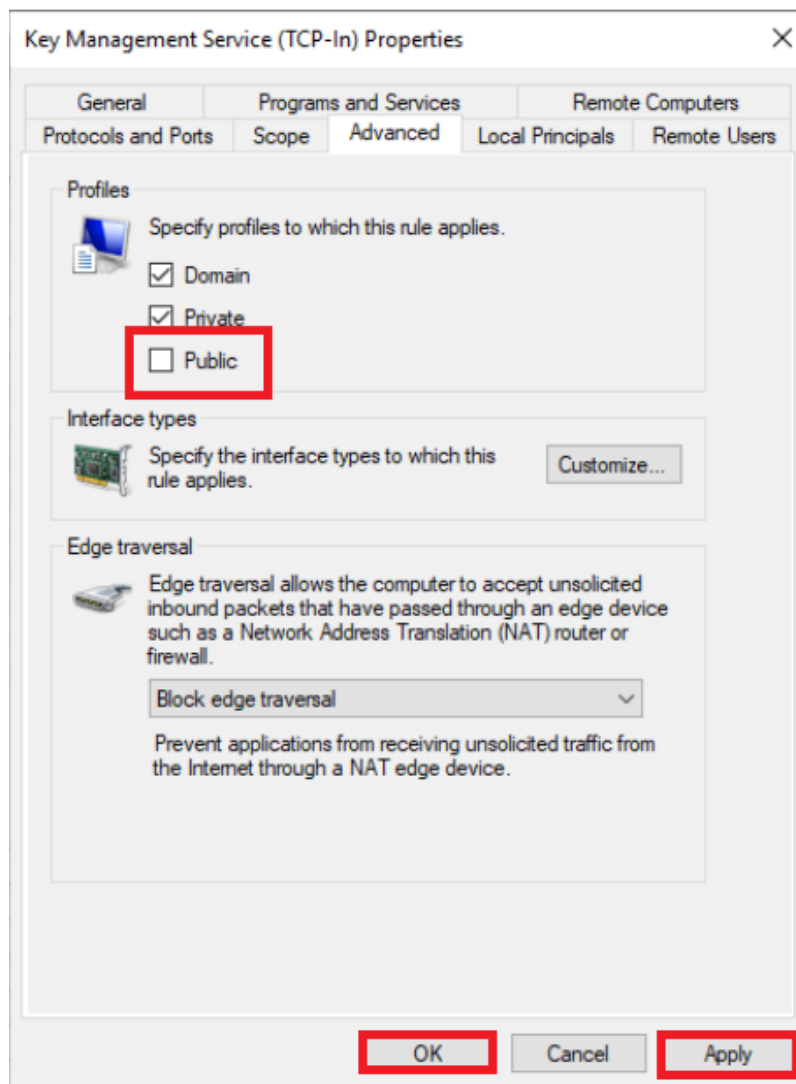 Key Management Service (TCP-In) Properties
General Programs and Services Remote Computers
Protocols and Ports Scope Advanced Local Principals Remote Users
Profiles
Specify profiles to which this rule applies.
Domain
Private
Public
Interface types
Specify the interface types to which this
rule applies.
Customize...
Edge traversal
Edge traversal allows the computer to accept unsolicited
inbound packets that have passed through an edge device
such as a Network Address Translation (NAT) router or
firewall.
Block edge traversal
Prevent applications from receiving unsolicited traffic from
the Internet through a NAT edge device.
OK Cancel Apply